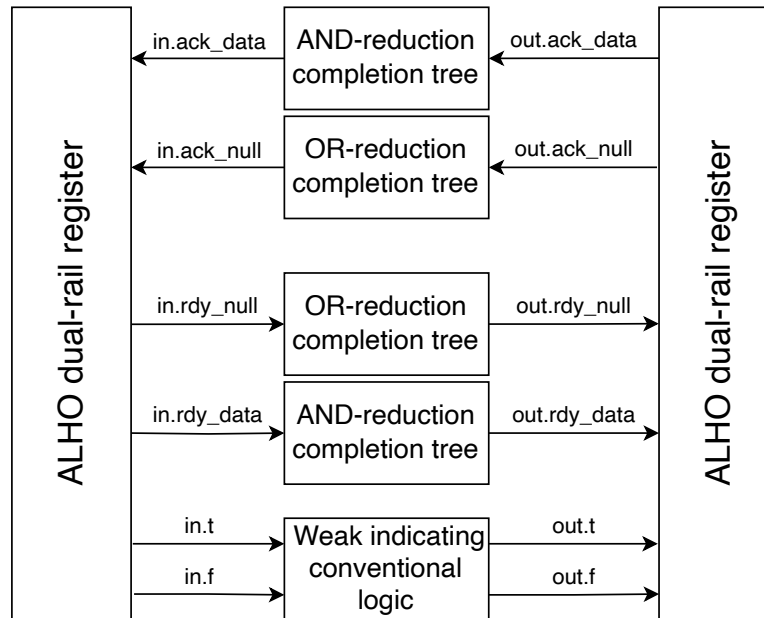 ALHO dual-rail register
in.ack_data
AND-reduction
completion tree
out.ack_data
in.ack_null
OR-reduction
completion tree
out.ack_null
in.rdy_null
OR-reduction
completion tree
out.rdy_null
in.rdy_data
AND-reduction
completion tree
out.rdy_data
in.t
in.f
Weak indicating
conventional
logic
out.t
out.f
ALHO dual-rail register